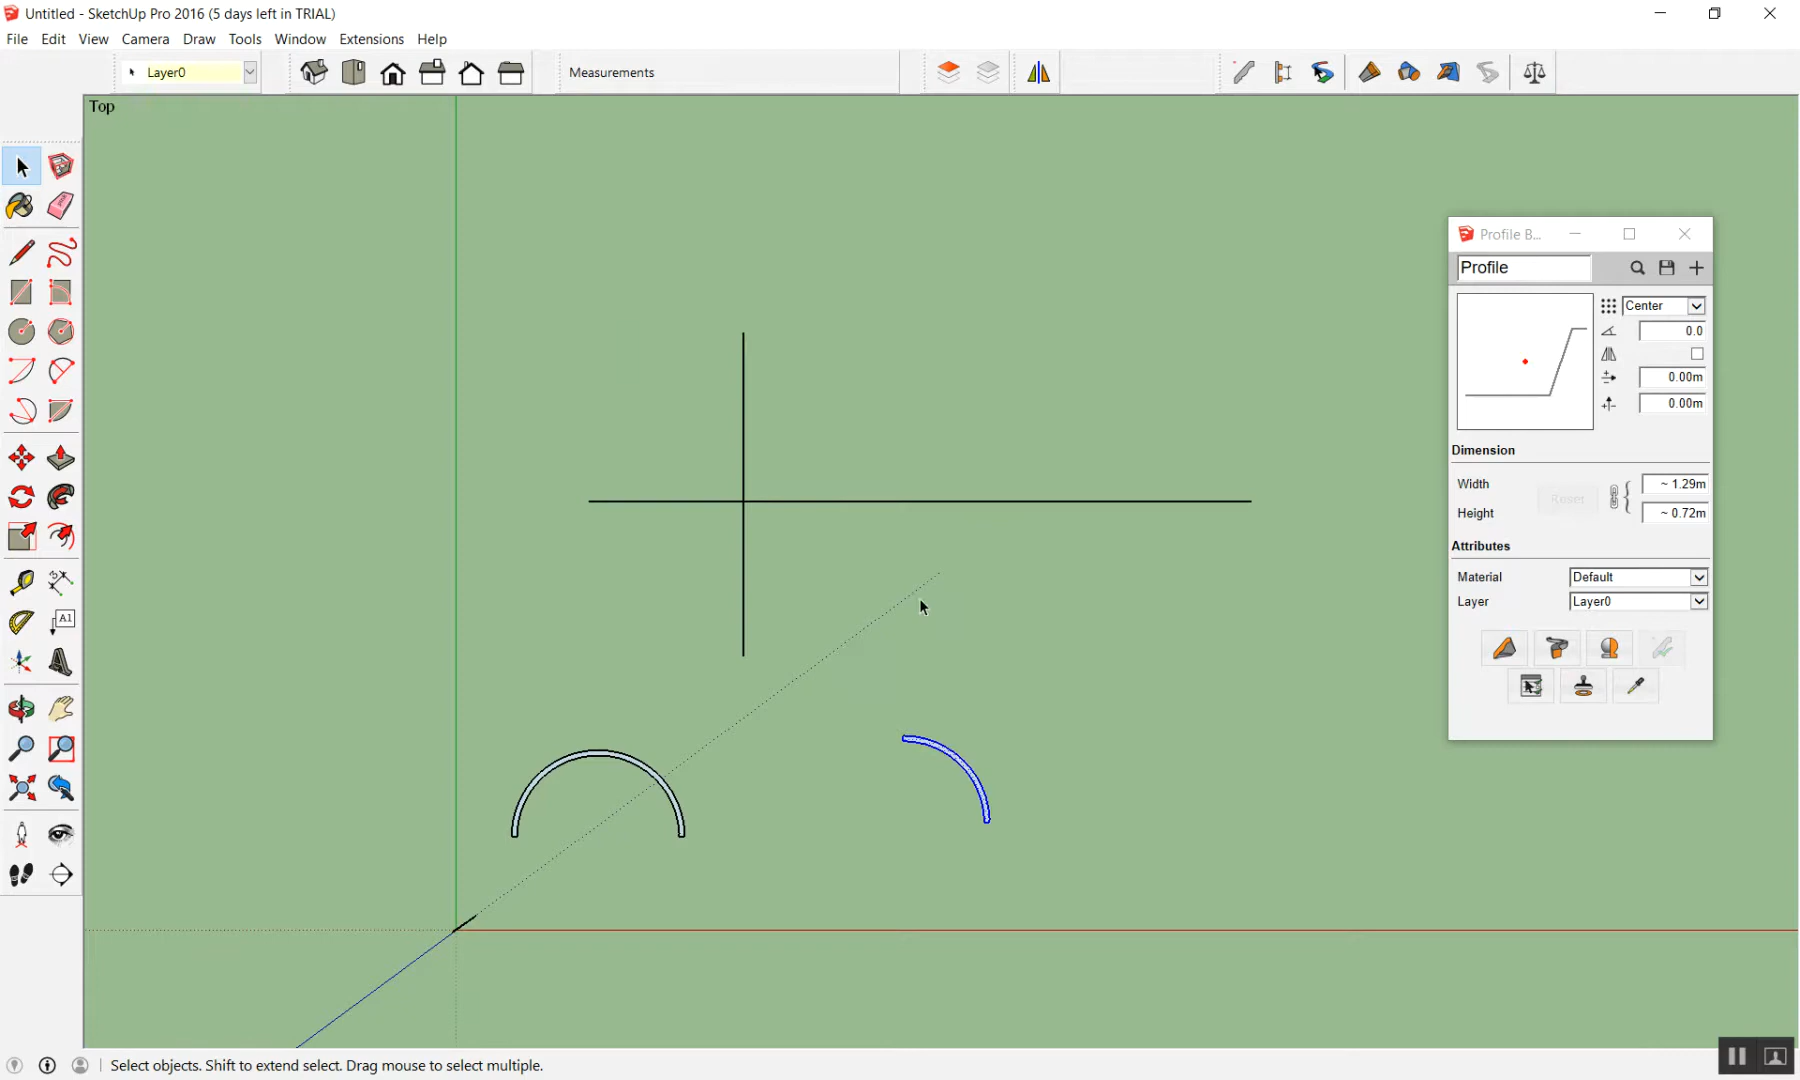 Untitled - SketchUp Pro 2016 (5 days left in TRIAL)
File Edit View Camera Draw Tools Window Extensions Help
Layer0
Measurements
Top
Profile B...
Profile
Center
0.0
0.00m
0.00m
Dimension
Width
Reset
~ 1.29m
Height
~ 0.72m
Attributes
Material
Default
Layer
Layer0
A1
Select objects. Shift to extend select. Drag mouse to select multiple.